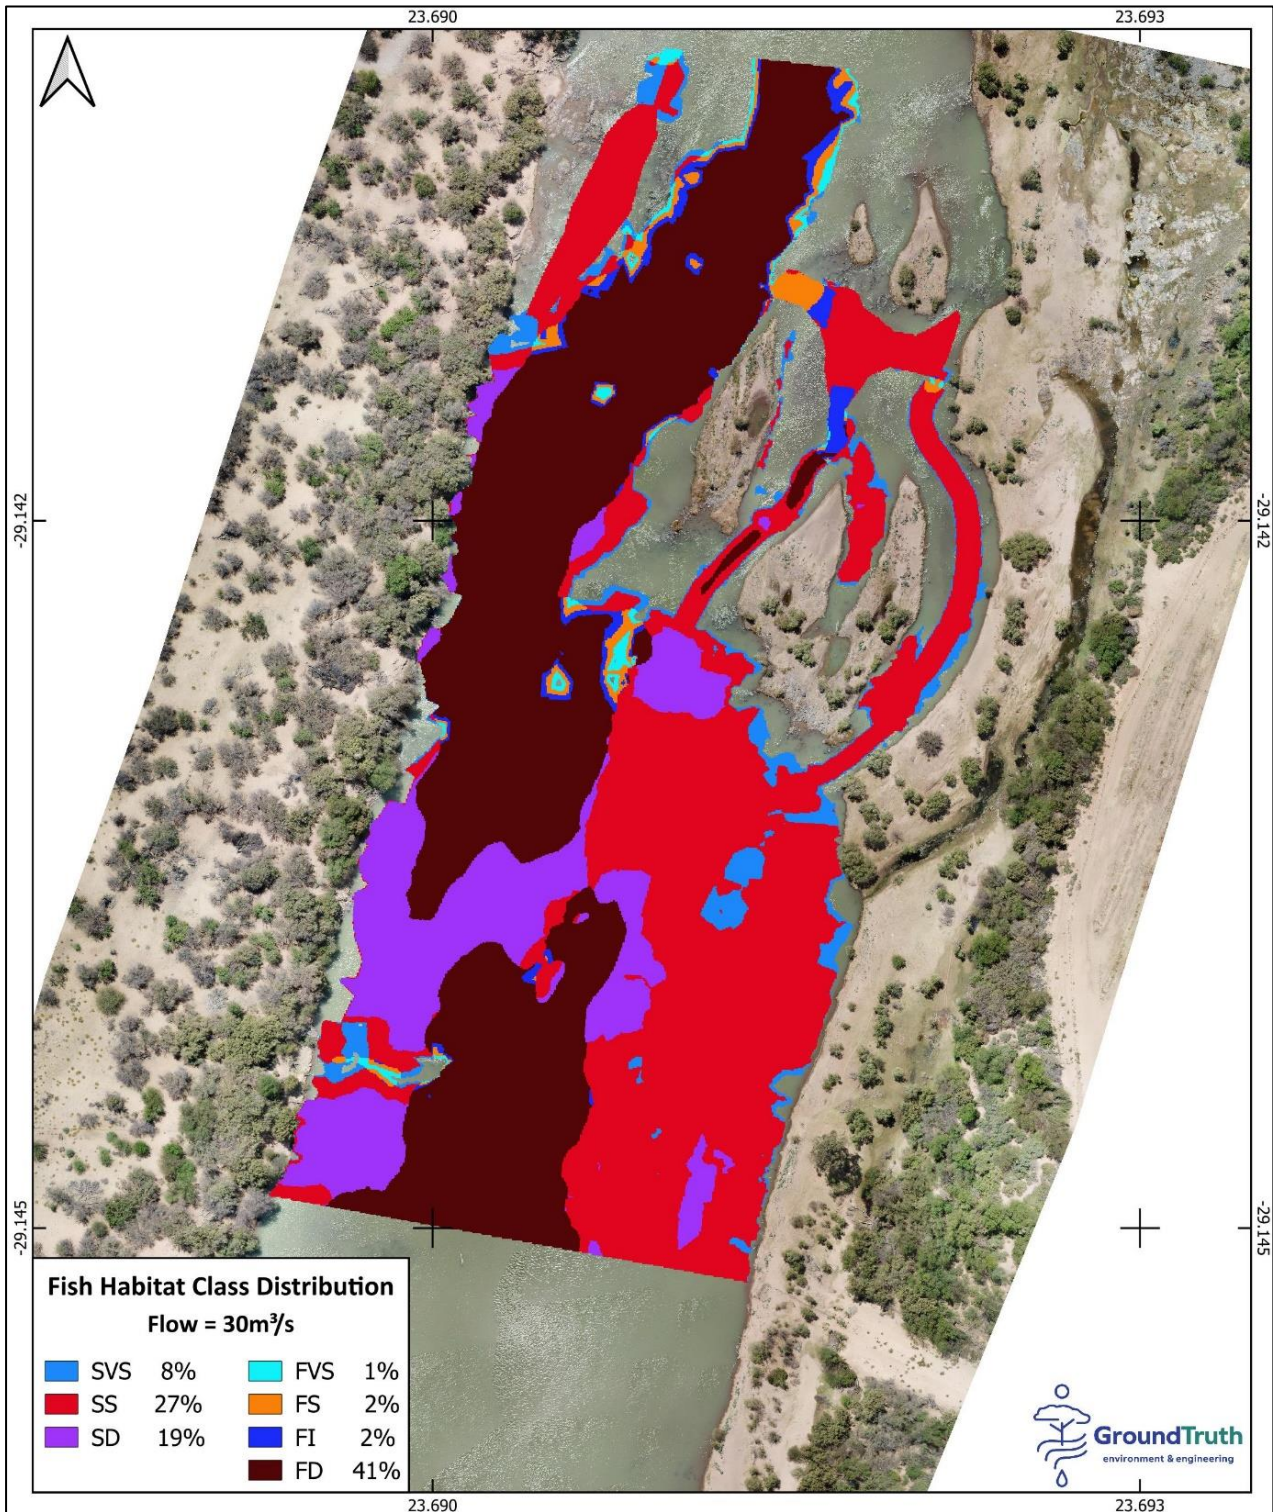 23.690
23.693
-29.142
-29.142
-29.145
-29.145
Fish Habitat Class Distribution
Flow = 30m³/s
SVS 8%
FVS 1%
SS 27%
FS 2%
SD 19%
FI 2%
FD 41%
GroundTruth
environment & engineering
23.690
23.693